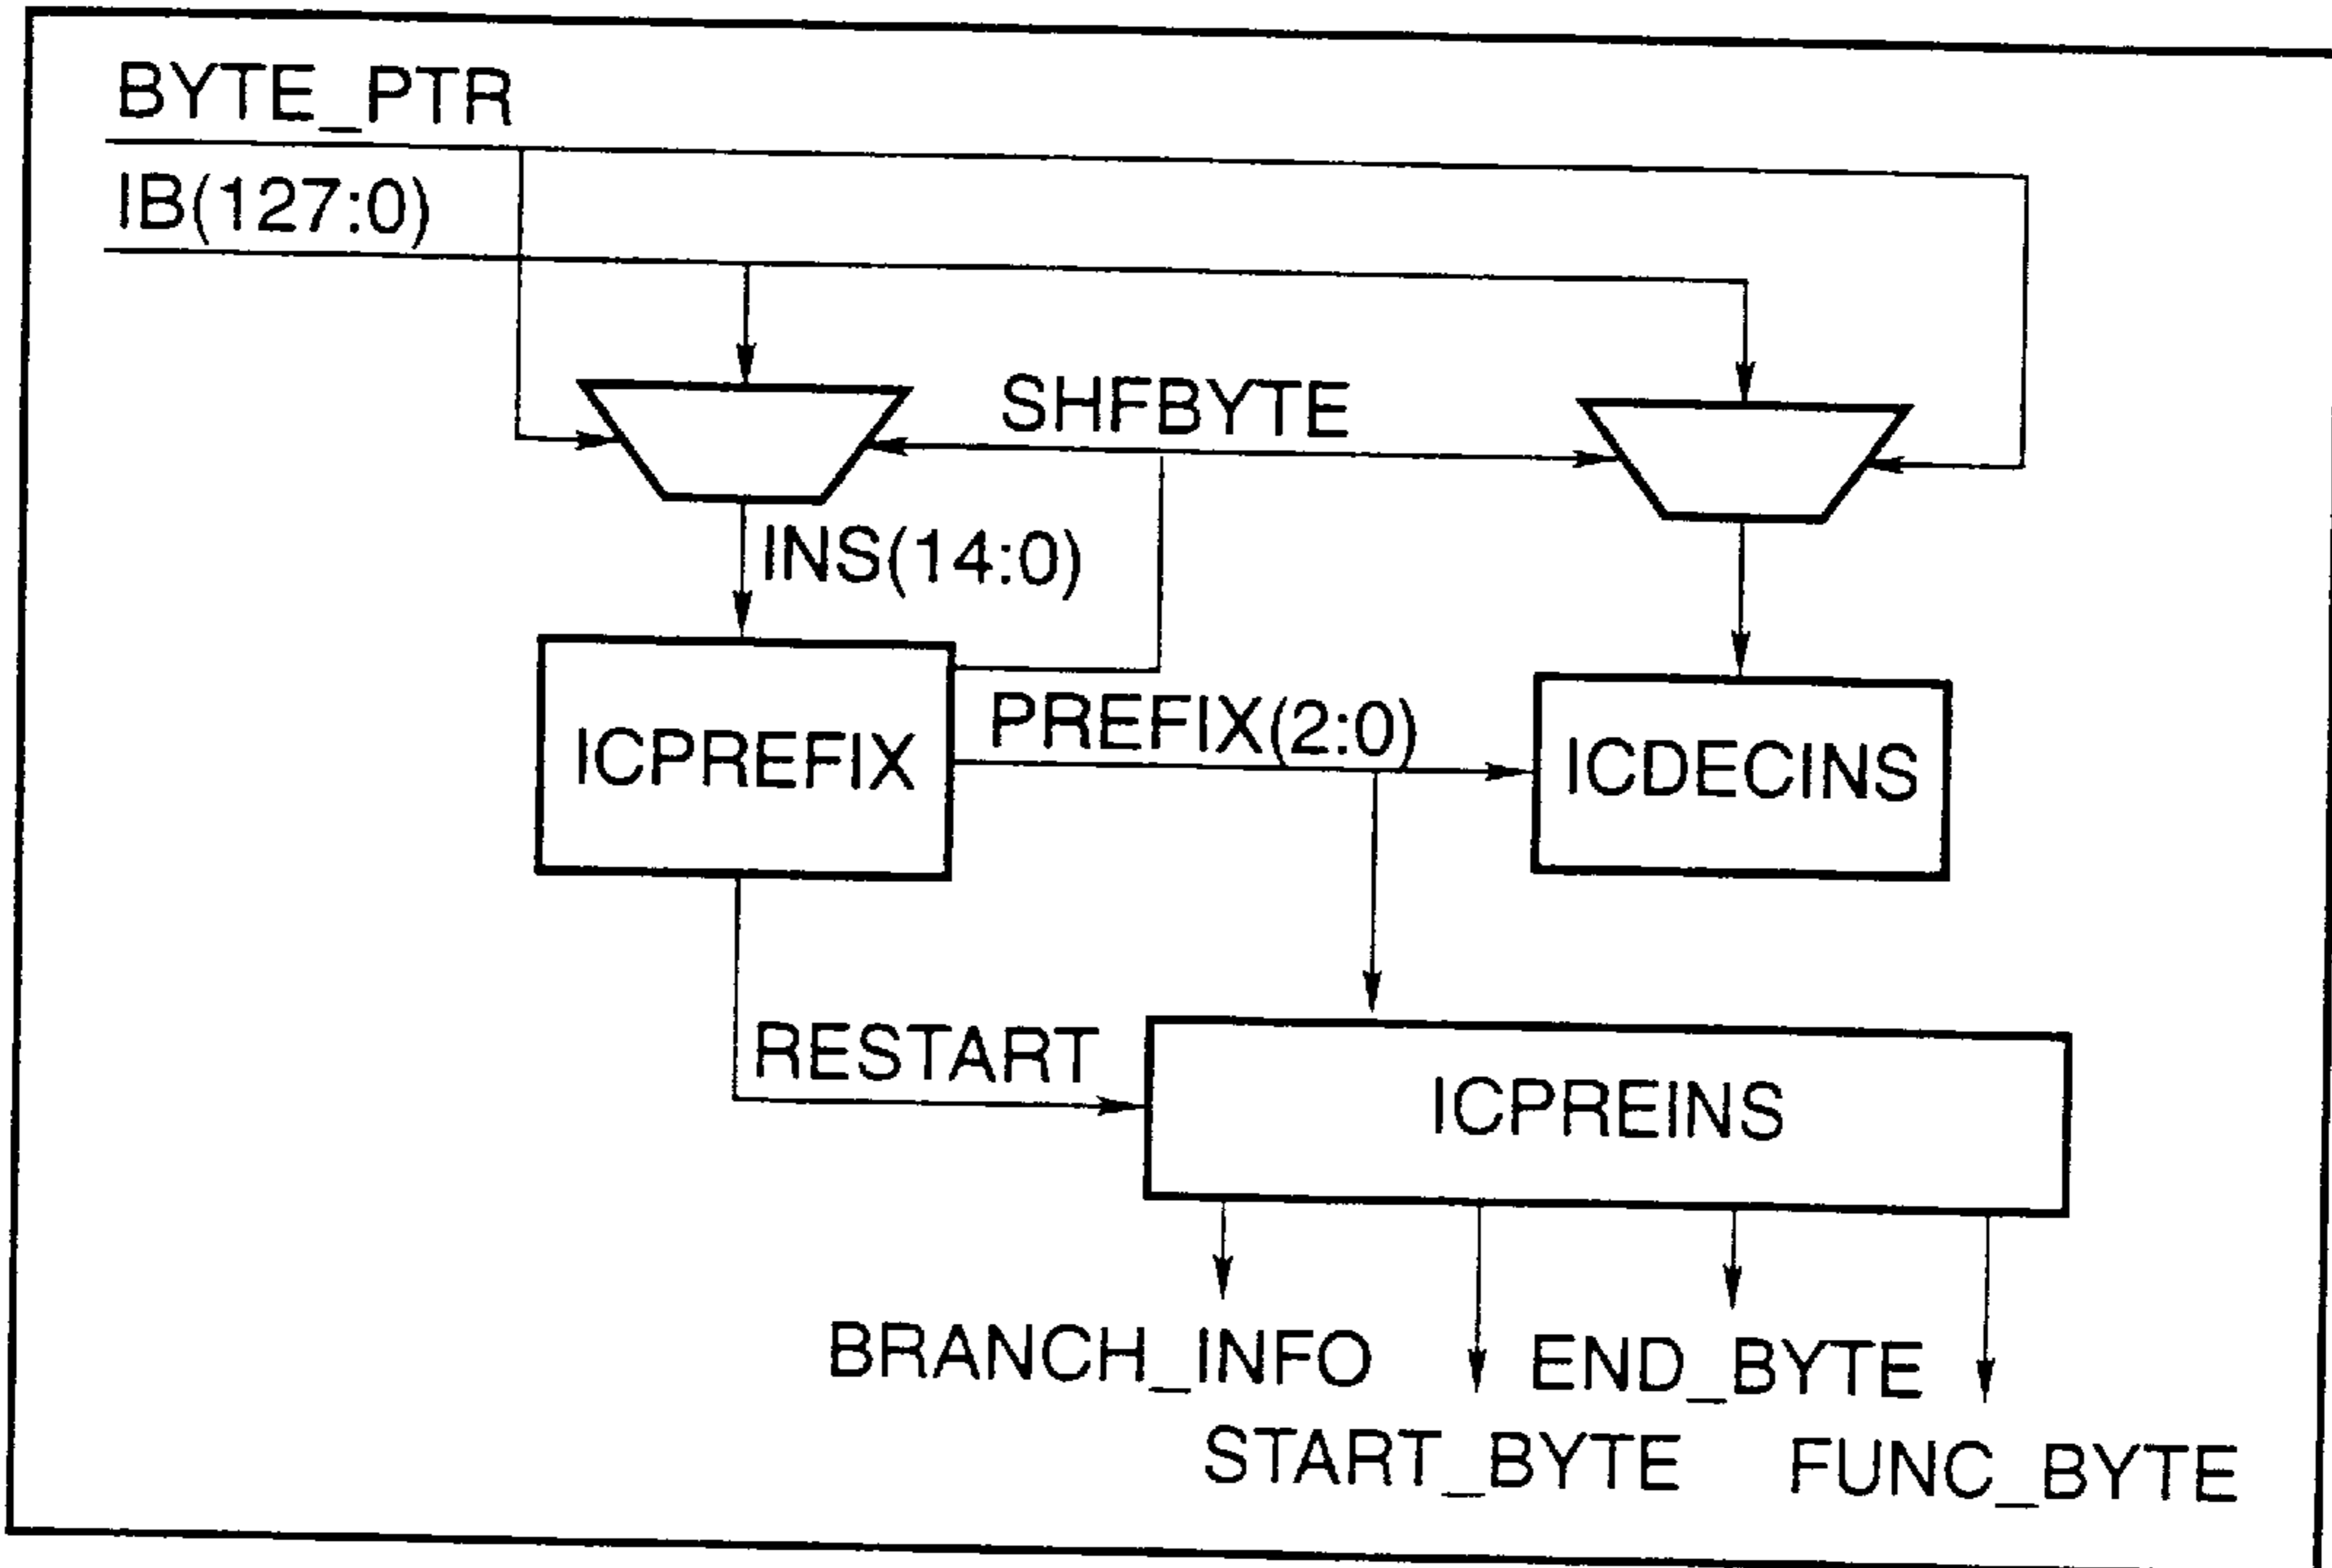 BYTE_PTR
IB(127:0)
SHFBYTE
INS(14:0)
PREFIX(2:0)
ICPREFIX
ICDECINS
RESTART
ICPREINS
BRANCH_INFO
END_BYTE
START_BYTE
FUNC_BYTE